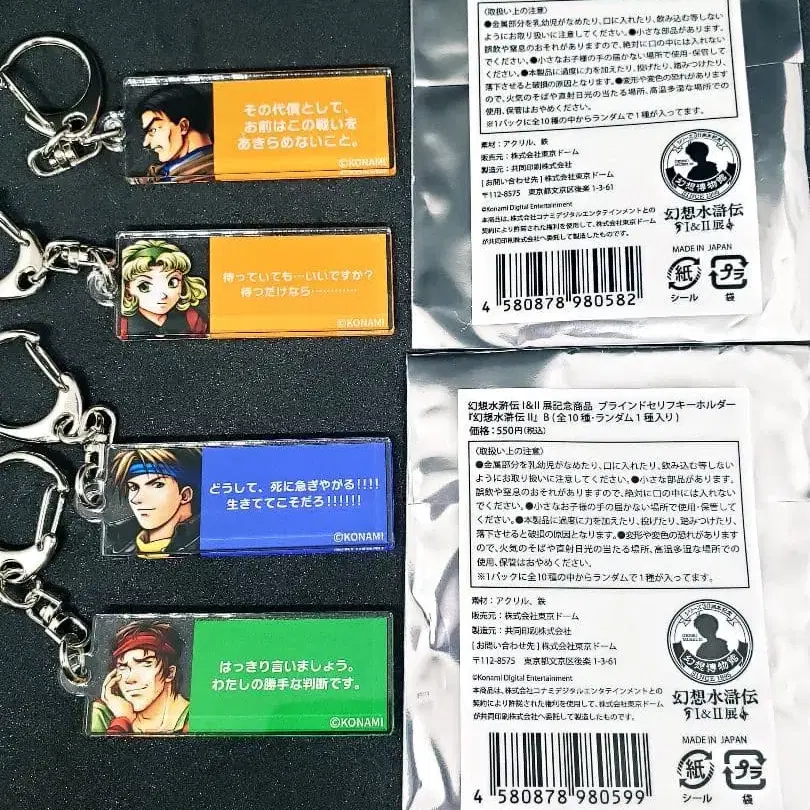 その代償として、
お前はこの戦いを
あきらめないこと。
©KONAMI
待っていても…いいですか?
待つだけなら…………
©KONAMI
どうして、死に急ぎやがる!!!!
生きててこそだろ!!!!!!
©KONAMI
はっきり言いましょう。
わたしの勝手な判断です。
©KONAMI
〈取扱い上の注意〉
●金属部分を乳幼児がなめたり、口に入れたり、飲み込む等しない
ようにお取り扱いに注意してください。●小さな部品があります。
誤飲や窒息のおそれがありますので、絶対に口の中には入れない
でください。●小さなお子様の手の届かない場所で使用・保管して
ください。●本製品に過度に力を加えたり、投げたり、踏みつけたり、
落下させると破損の原因となります。●変形や変色の恐れがあります
ので、火気のそばや直射日光の当たる場所、高温多湿な場所での
使用、保管はおやめください。
※1パックに全10種の中からランダムで1種が入ってます。
素材:アクリル、鉄
販売元:株式会社東京ドーム
製造元:共同印刷株式会社
[お問い合わせ先]株式会社東京ドーム
〒112-8575 東京都文京区後楽1-3-61
©Konami Digital Entertainment
本商品は、株式会社コナミデジタルエンタテインメントとの
契約により許諾された権利を使用して、株式会社東京ドーム
が共同印刷株式会社へ委託して製造したものです。
幻想博物館
SINCE 1995
幻想水滸伝
I&II展
MADE IN JAPAN
紙
シール
プラ
袋
4 580878 980582
幻想水滸伝 I&II 展記念商品 ブラインドセリフキーホルダー
『幻想水滸伝II』 B (全10種・ランダム1種入り)
価格:550円(税込)
〈取扱い上の注意〉
●金属部分を乳幼児がなめたり、口に入れたり、飲み込む等しない
ようにお取り扱いに注意してください。●小さな部品があります。
誤飲や窒息のおそれがありますので、絶対に口の中には入れない
でください。●小さなお子様の手の届かない場所で使用・保管して
ください。●本製品に過度に力を加えたり、投げたり、踏みつけたり、
落下させると破損の原因となります。●変形や変色の恐れがあります
ので、火気のそばや直射日光の当たる場所、高温多湿な場所での
使用、保管はおやめください。
※1パックに全10種の中からランダムで1種が入ってます。
素材:アクリル、鉄
販売元:株式会社東京ドーム
製造元:共同印刷株式会社
[お問い合わせ先]株式会社東京ドーム
〒112-8575 東京都文京区後楽1-3-61
©Konami Digital Entertainment
本商品は、株式会社コナミデジタルエンタテインメントとの
契約により許諾された権利を使用して、株式会社東京ドーム
が共同印刷株式会社へ委託して製造したものです。
幻想博物館
SINCE 1995
幻想水滸伝
I&II展
MADE IN JAPAN
紙
シール
プラ
袋
4 580878 980599